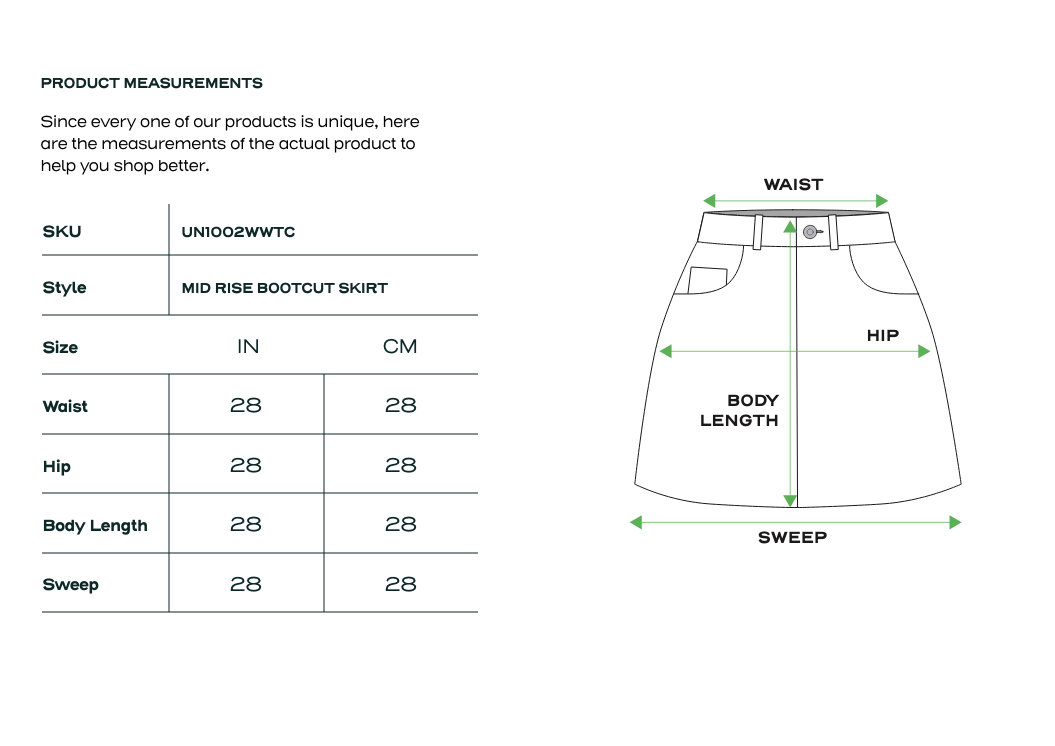 PRODUCT MEASUREMENTS
Since every one of our products is unique, here
are the measurements of the actual product to
help you shop better.
SKU UN1002WWTC
Style MID RISE BOOTCUT SKIRT
Size IN CM
Waist 28 28
Hip 28 28
Body Length 28 28
Sweep 28 28
WAIST
HIP
BODY
LENGTH
SWEEP